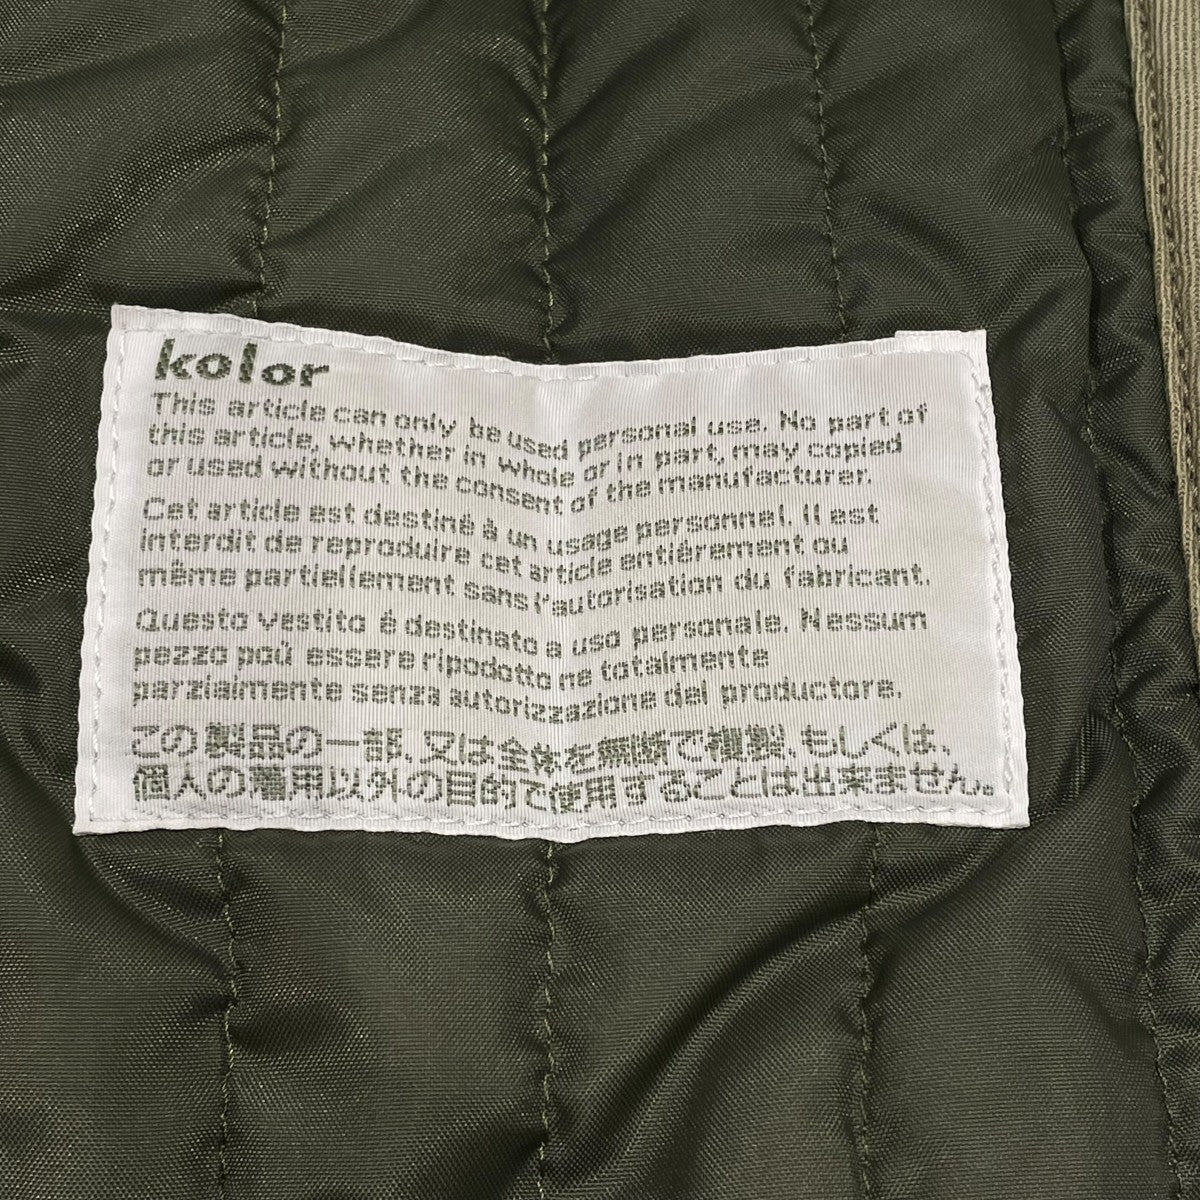 kolor
This article can only be used personal use. No part of
this article, whether in whole or in part, may copied
or used without the consent of the manufacturer.
Cet article est destiné à un usage personnel. Il est
interdit de reproduire cet article entiérement ou
même partiellement sans l'autorisation du fabricant.
Questo vestito é destinato a uso personale. Nessum
pezzo poú essere ripodotto ne totalmente
parzialmente senza autorizzazione del productore.
この製品の一部、又は全体を無断で複製、もしくは、
個人の着用以外の目的で使用することは出来ません。